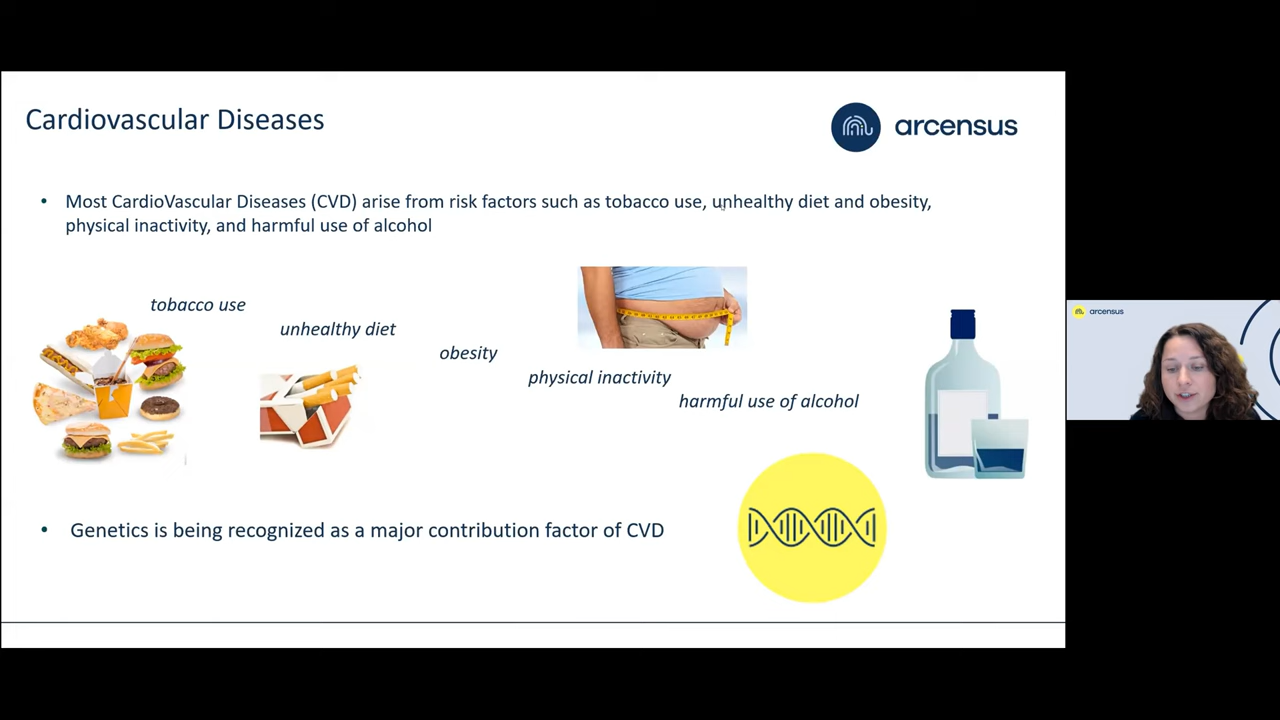 Cardiovascular Diseases
arcensus
• Most CardioVascular Diseases (CVD) arise from risk factors such as tobacco use, unhealthy diet and obesity,
physical inactivity, and harmful use of alcohol
tobacco use
unhealthy diet
obesity
physical inactivity
harmful use of alcohol
• Genetics is being recognized as a major contribution factor of CVD
arcensus